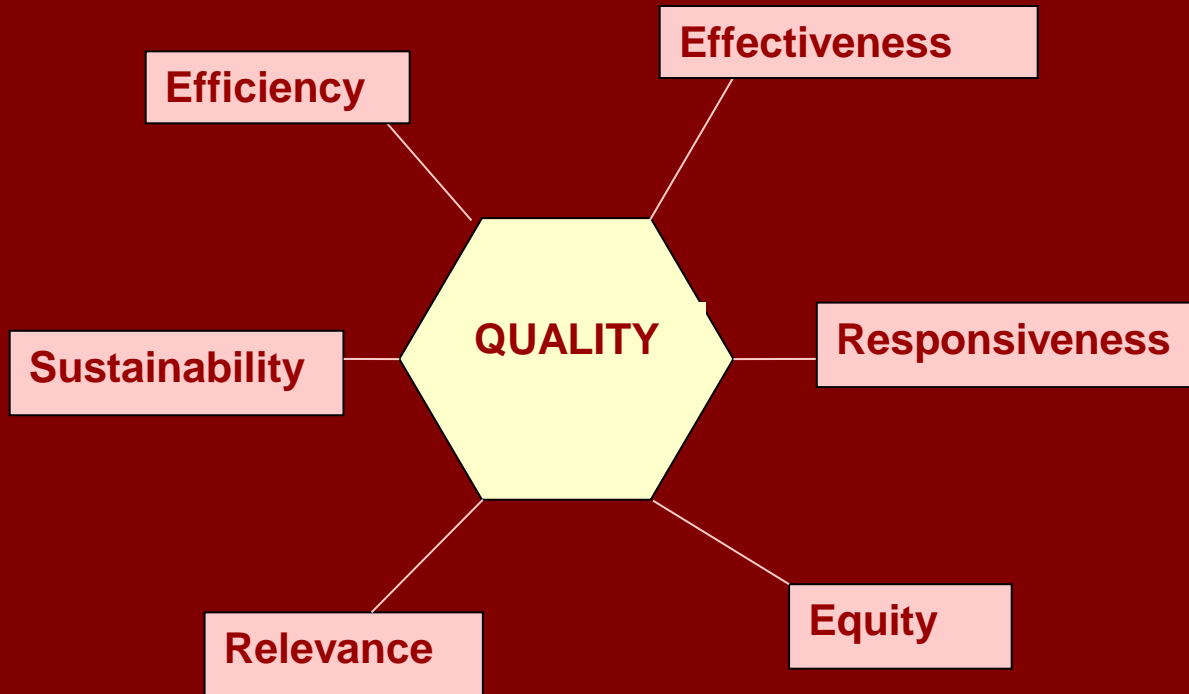 Effectiveness
Efficiency
QUALITY
Responsiveness
Sustainability
Equity
Relevance